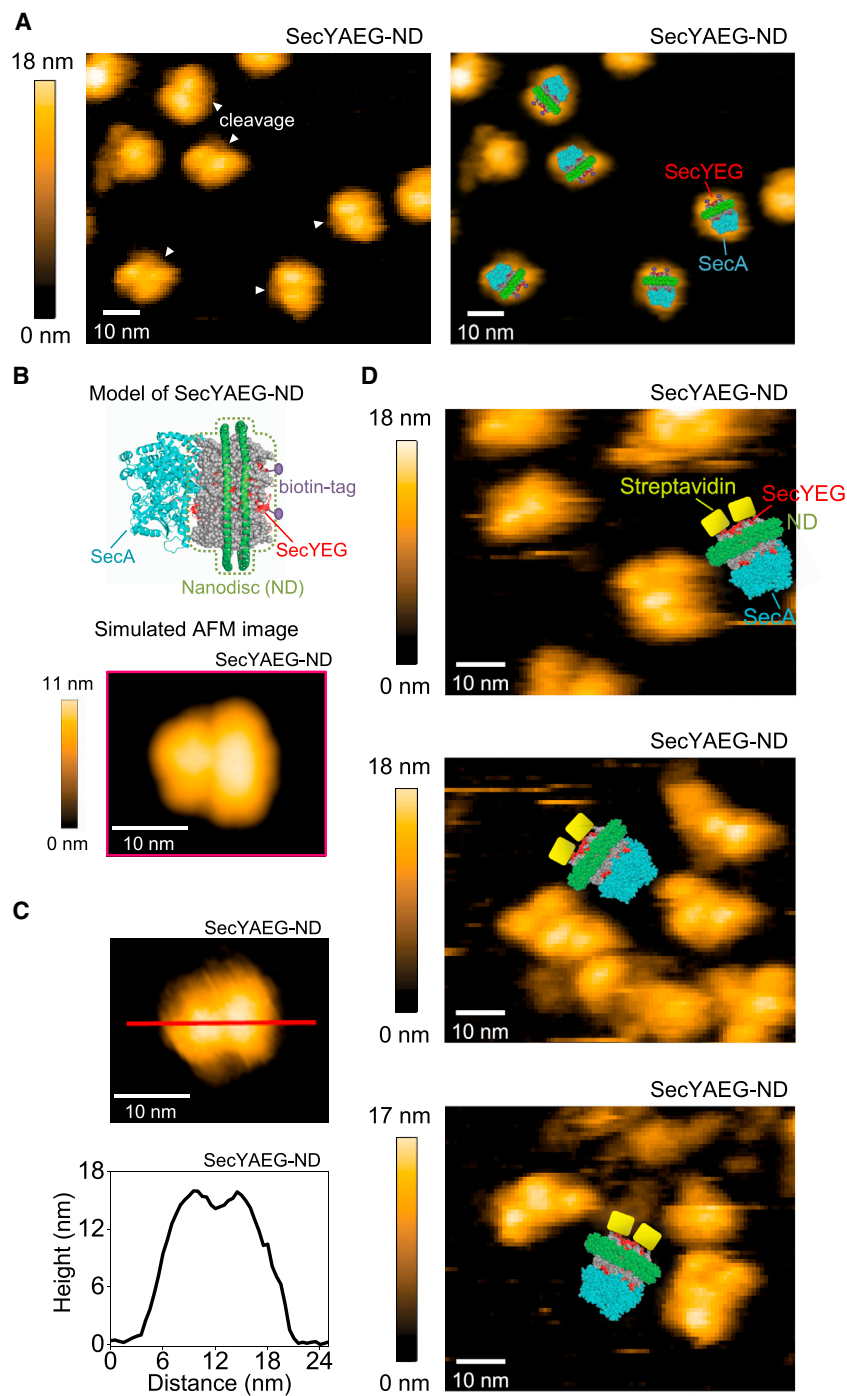 A
SecYAEG-ND
18 nm
cleavage
0 nm
10 nm
SecYAEG-ND
SecYEG
SecA
10 nm
B
Model of SecYAEG-ND
biotin-tag
SecA
SecYEG
Nanodisc (ND)
Simulated AFM image
SecYAEG-ND
11 nm
0 nm
10 nm
C
SecYAEG-ND
10 nm
SecYAEG-ND
Height (nm)
18
12
6
0
0 6 12 18 24
Distance (nm)
D
SecYAEG-ND
18 nm
Streptavidin
SecYEG
ND
SecA
0 nm
10 nm
SecYAEG-ND
18 nm
0 nm
10 nm
SecYAEG-ND
17 nm
0 nm
10 nm